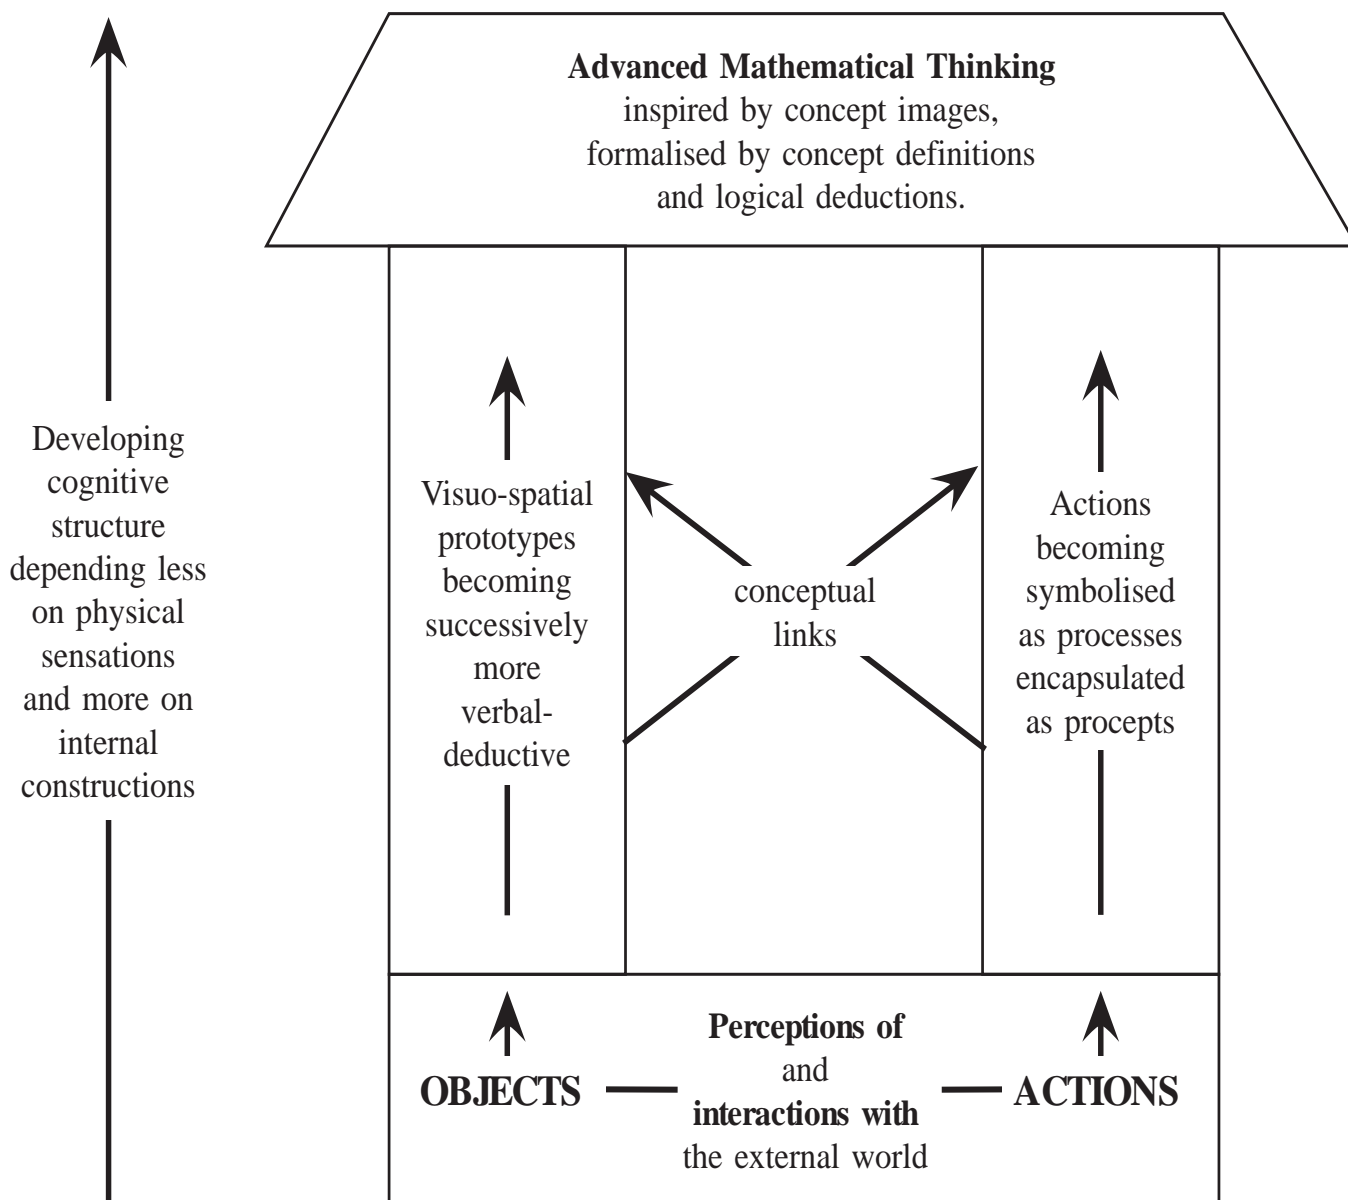 Advanced Mathematical Thinking
inspired by concept images,
formalised by concept definitions
and logical deductions.
Developing
cognitive
structure
depending less
on physical
sensations
and more on
internal
constructions
Visuo-spatial
prototypes
becoming
successively
more
verbal-
deductive
conceptual
links
Actions
becoming
symbolised
as processes
encapsulated
as procepts
OBJECTS
Perceptions of
and
interactions with
the external world
ACTIONS